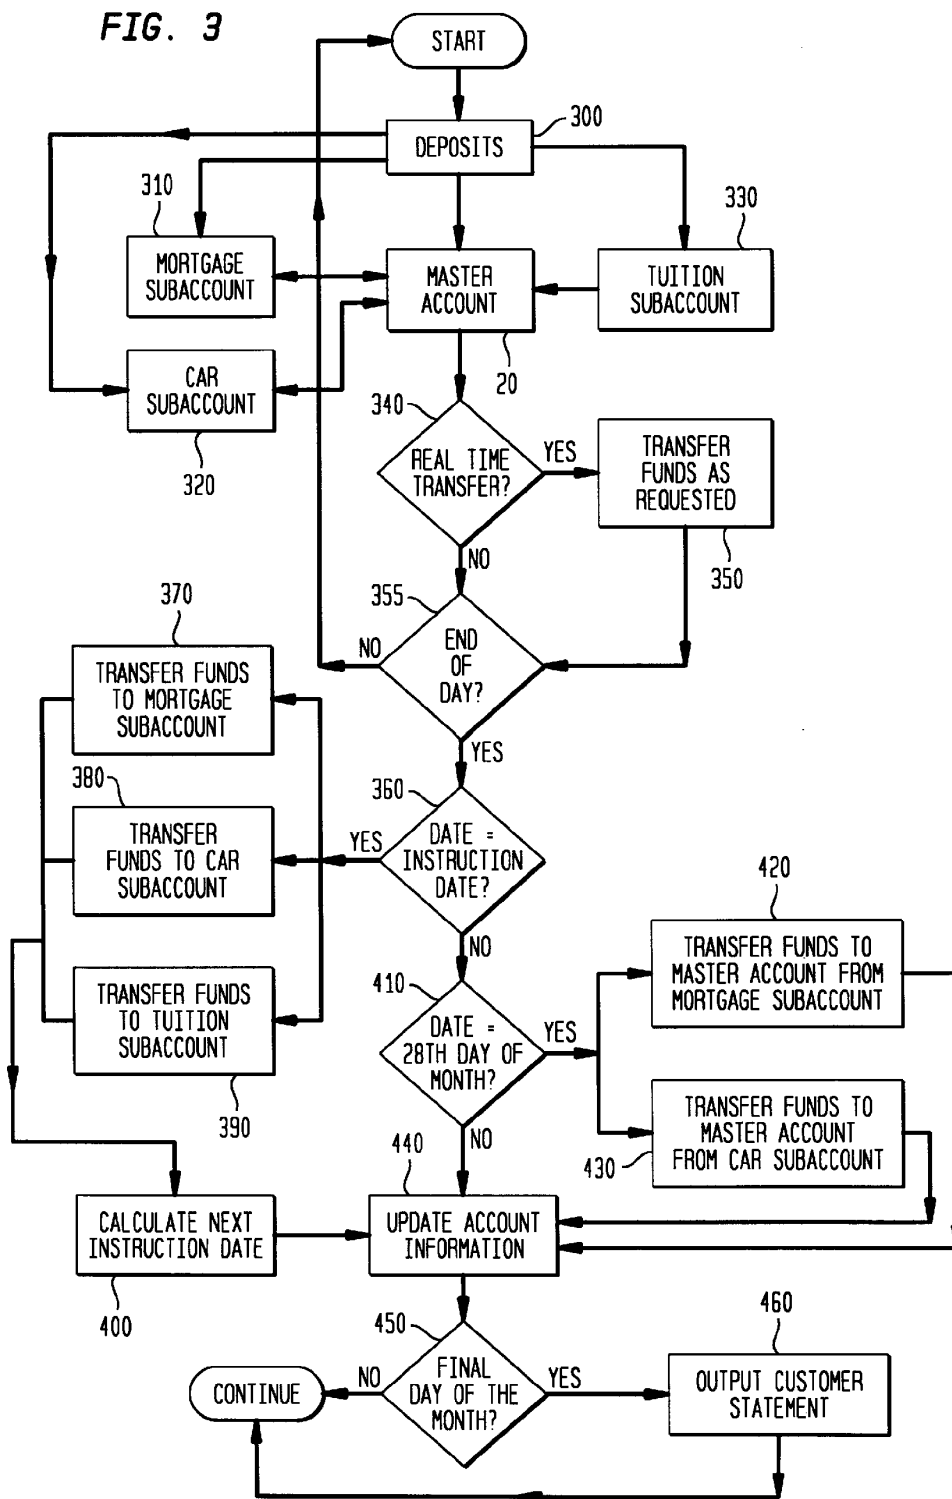 FIG. 3
START
300
DEPOSITS
310
330
MORTGAGE
SUBACCOUNT
MASTER
ACCOUNT
TUITION
SUBACCOUNT
20
CAR
SUBACCOUNT
320
340
REAL TIME
TRANSFER?
YES
TRANSFER
FUNDS AS
REQUESTED
350
NO
355
END
OF
DAY?
NO
YES
370
TRANSFER FUNDS
TO MORTGAGE
SUBACCOUNT
380
TRANSFER
FUNDS TO CAR
SUBACCOUNT
360
DATE =
INSTRUCTION
DATE?
YES
NO
TRANSFER FUNDS
TO TUITION
SUBACCOUNT
390
410
DATE =
28TH DAY OF
MONTH?
YES
NO
420
TRANSFER FUNDS TO
MASTER ACCOUNT FROM
MORTGAGE SUBACCOUNT
TRANSFER FUNDS TO
MASTER ACCOUNT
FROM CAR SUBACCOUNT
430
440
CALCULATE NEXT
INSTRUCTION DATE
400
UPDATE ACCOUNT
INFORMATION
450
FINAL
DAY OF THE
MONTH?
NO
YES
CONTINUE
460
OUTPUT CUSTOMER
STATEMENT